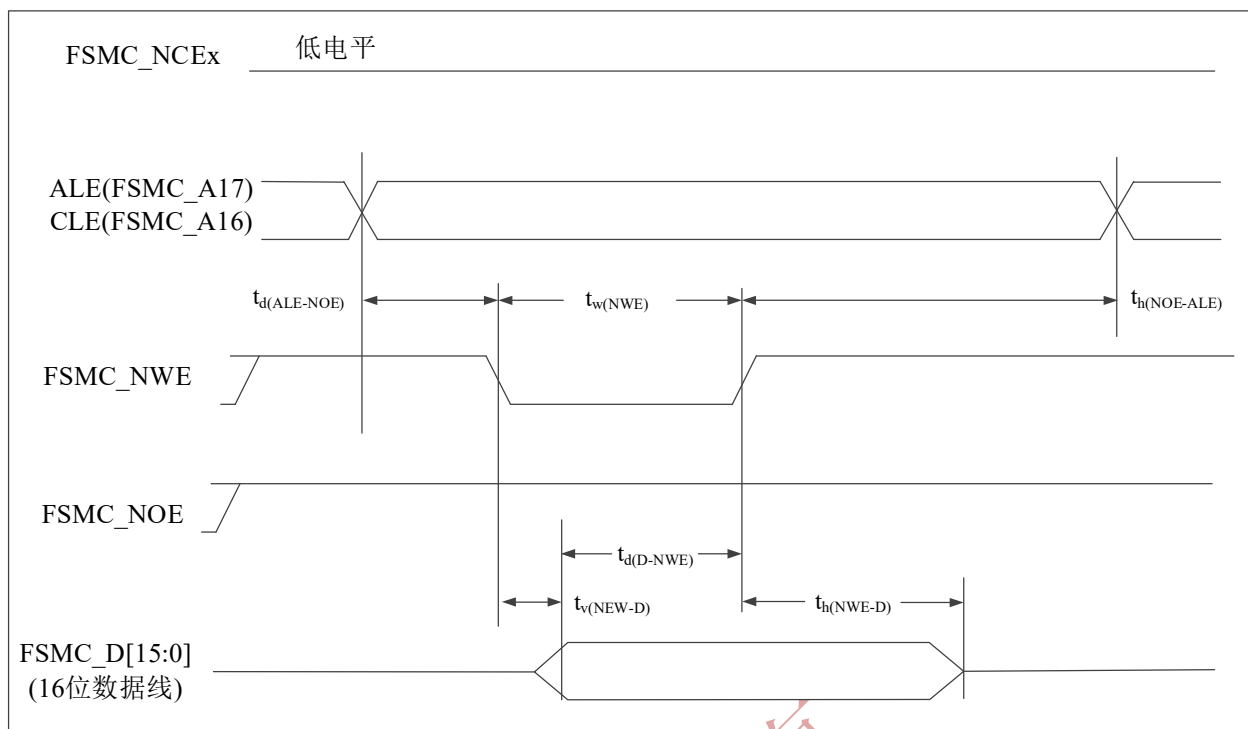 FSMC_NCEx
低电平
ALE(FSMC_A17)
CLE(FSMC_A16)
td(ALE-NOE)
tw(NWE)
th(NOE-ALE)
FSMC_NWE
FSMC_NOE
td(D-NWE)
tv(NEW-D)
th(NWE-D)
FSMC_D[15:0]
(16位数据线)